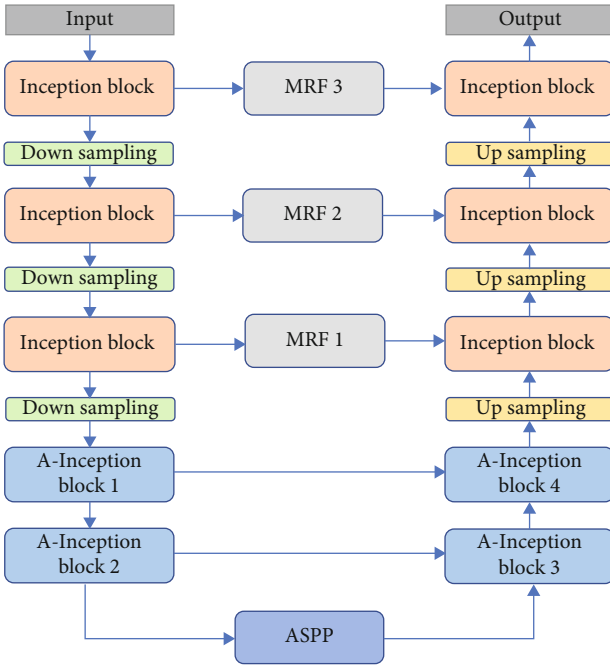 Input
Output
Inception block
MRF 3
Inception block
Down sampling
Up sampling
Inception block
MRF 2
Inception block
Down sampling
Up sampling
Inception block
MRF 1
Inception block
Down sampling
Up sampling
A-Inception
block 1
A-Inception
block 4
A-Inception
block 2
A-Inception
block 3
ASPP